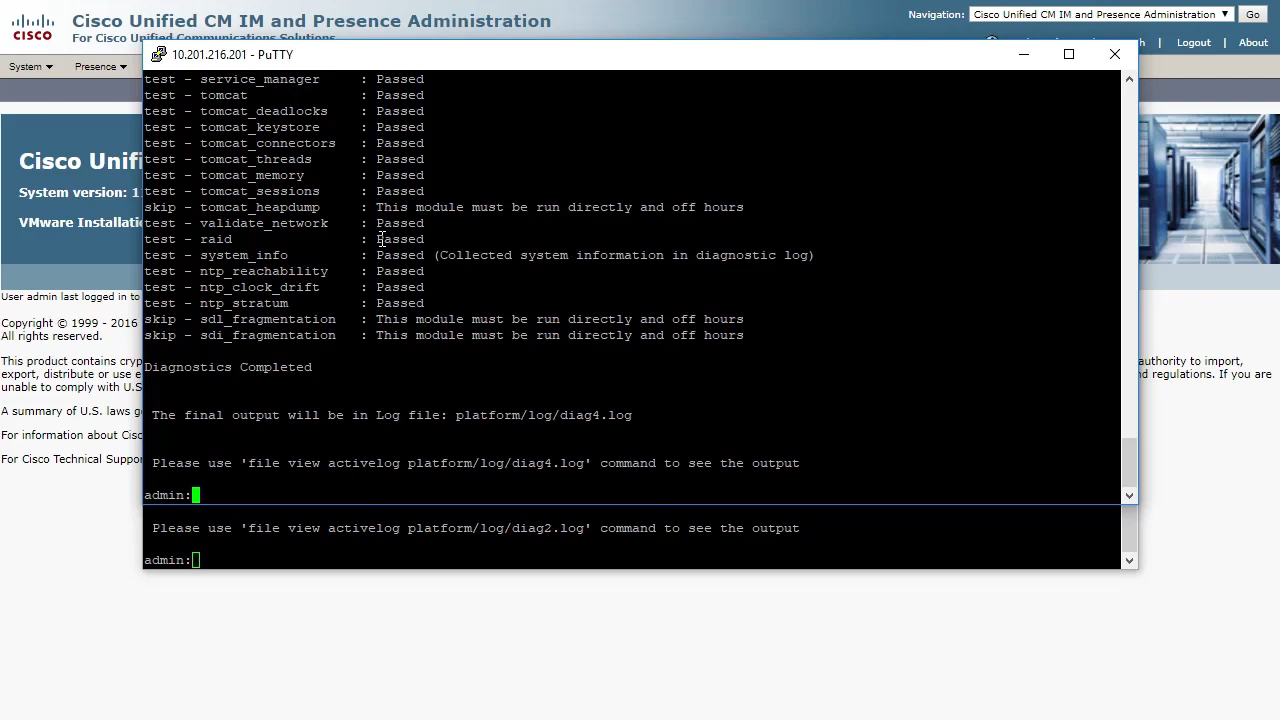 Cisco Unified CM IM and Presence Administration
For Cisco Unified Communications Solutions
CISCO
Navigation: Cisco Unified CM IM and Presence Administration Go
h | Logout | About
System Presence
10.201.216.201 - PuTTY
test - service_manager : Passed
test - tomcat : Passed
test - tomcat_deadlocks : Passed
test - tomcat_keystore : Passed
test - tomcat_connectors : Passed
test - tomcat_threads : Passed
test - tomcat_memory : Passed
test - tomcat_sessions : Passed
skip - tomcat_heapdump : This module must be run directly and off hours
test - validate_network : Passed
test - raid : Passed
test - system_info : Passed (Collected system information in diagnostic log)
test - ntp_reachability : Passed
test - ntp_clock_drift : Passed
test - ntp_stratum : Passed
skip - sdl_fragmentation : This module must be run directly and off hours
skip - sdi_fragmentation : This module must be run directly and off hours
Diagnostics Completed
The final output will be in Log file: platform/log/diag4.log
Please use 'file view activelog platform/log/diag4.log' command to see the output
admin:
Please use 'file view activelog platform/log/diag2.log' command to see the output
admin:
Cisco Unifi
System version: 1
VMware Installatio
User admin last logged in to
Copyright © 1999 - 2016
All rights reserved.
This product contains cryp authority to import,
export, distribute or use e nd regulations. If you are
unable to comply with U.S
A summary of U.S. laws g
For information about Cisc
For Cisco Technical Suppor